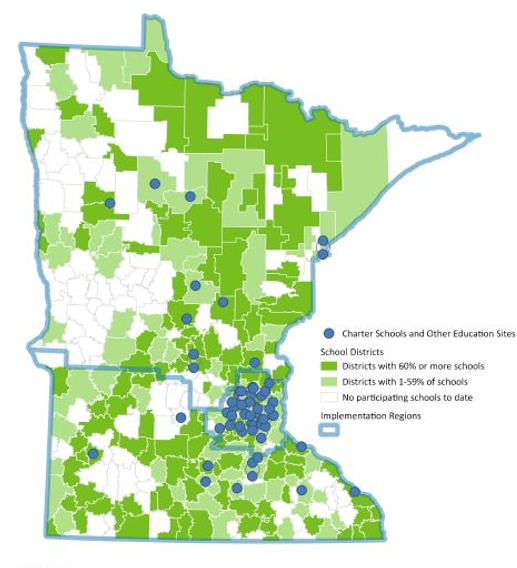 Charter Schools and Other Education Sites
School Districts
Districts with 60% or more schools
Districts with 1-59% of schools
No participating schools to date
Implementation Regions